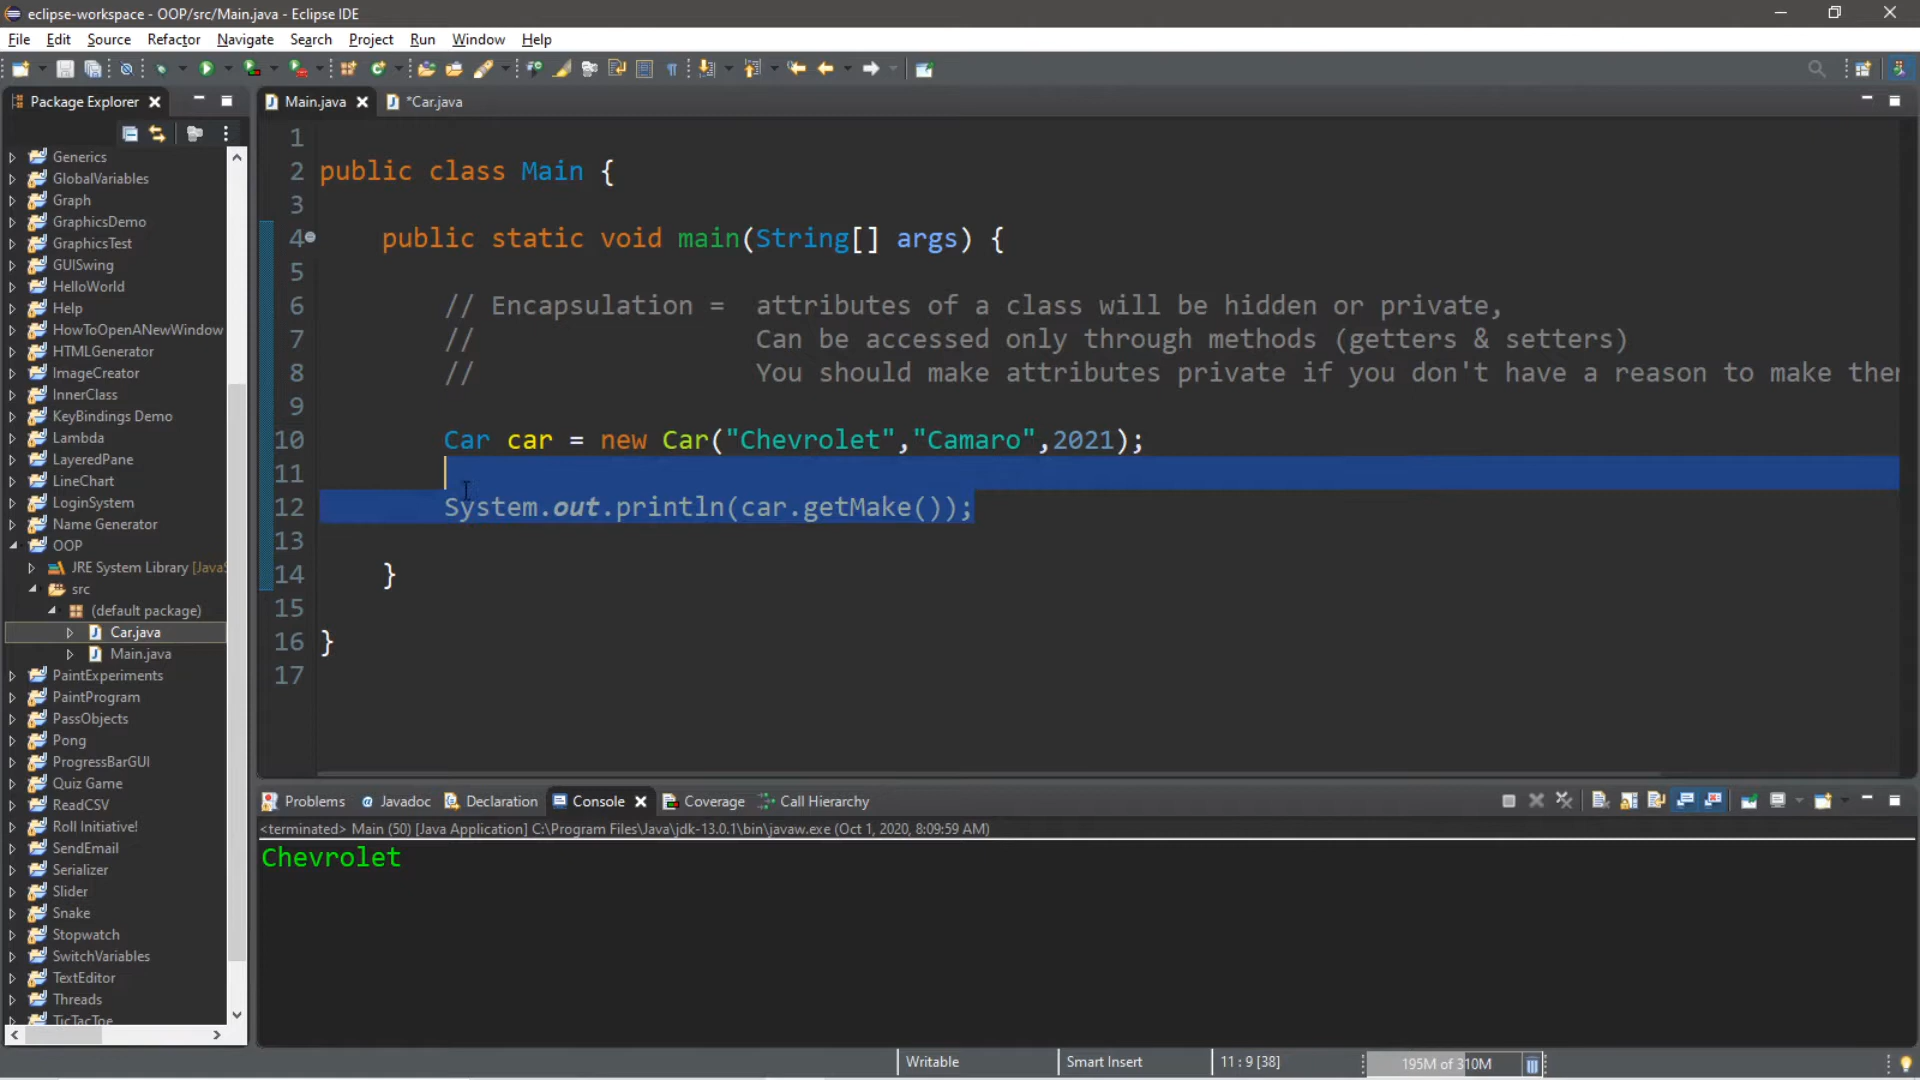 eclipse-workspace - OOP/src/Main.java - Eclipse IDE
File Edit Source Refactor Navigate Search Project Run Window Help
Package Explorer
Main.java *Car.java
Generics
GlobalVariables
Graph
GraphicsDemo
GraphicsTest
GUISwing
HelloWorld
Help
HowToOpenANewWindow
HTMLGenerator
ImageCreator
InnerClass
KeyBindings Demo
Lambda
LayeredPane
LineChart
LoginSystem
Name Generator
OOP
JRE System Library [JavaS
src
(default package)
Car.java
Main.java
PaintExperiments
PaintProgram
PassObjects
Pong
ProgressBarGUI
Quiz Game
ReadCSV
Roll Initiative!
SendEmail
Serializer
Slider
Snake
Stopwatch
SwitchVariables
TextEditor
Threads
TicTacToe
1
2 public class Main {
3
4 public static void main(String[] args) {
5
6 // Encapsulation = attributes of a class will be hidden or private,
7 // Can be accessed only through methods (getters & setters)
8 // You should make attributes private if you don't have a reason to make the
9
10 Car car = new Car("Chevrolet","Camaro",2021);
11
12 System.out.println(car.getMake());
13
14 }
15
16 }
17
Problems Javadoc Declaration Console Coverage Call Hierarchy
<terminated> Main (50) [Java Application] C:\Program Files\Java\jdk-13.0.1\bin\javaw.exe (Oct 1, 2020, 8:09:59 AM)
Chevrolet
Writable Smart Insert 11 : 9 [38] 195M of 310M